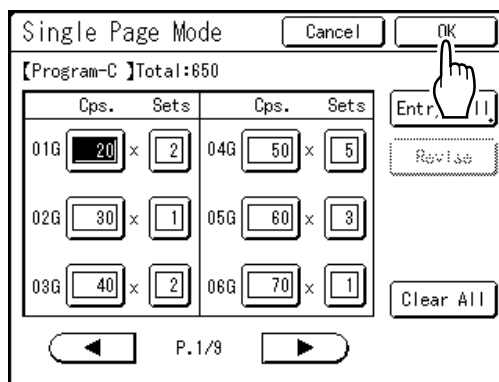 Single Page Mode Cancel OK
【Program-C 】Total:650
Cps. Sets Cps. Sets
01G 20 × 2 04G 50 × 5
02G 30 × 1 05G 60 × 3
03G 40 × 2 06G 70 × 1
Revise
Clear All
◀ P.1/9 ▶